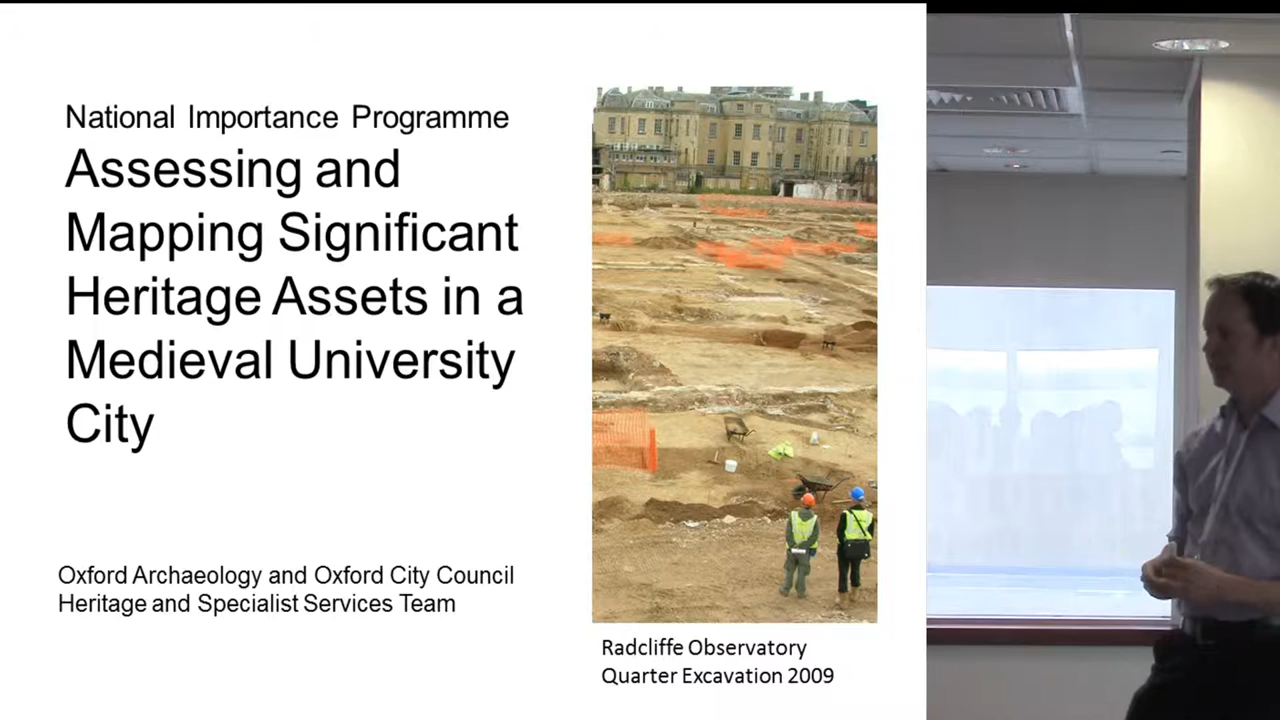 National Importance Programme
Assessing and
Mapping Significant
Heritage Assets in a
Medieval University
City
Oxford Archaeology and Oxford City Council
Heritage and Specialist Services Team
Radcliffe Observatory
Quarter Excavation 2009